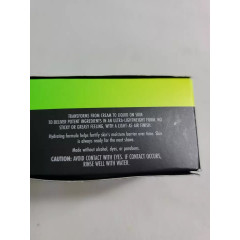 TRANSFORMS FROM CREAM TO LIQUID ON SKIN
TO DELIVER POTENT INGREDIENTS IN AN ULTRA-LIGHTWEIGHT FORM. NO
STICKY OR GREASY FEELING, WITH A LIGHT-AS-AIR FINISH.
Hydrating formula helps fortify skin's moisture barrier over time. Skin
is always ready for the next shave.
Made without alcohol, dyes, or parabens.
CAUTION: AVOID CONTACT WITH EYES. IF CONTACT OCCURS,
RINSE WELL WITH WATER.